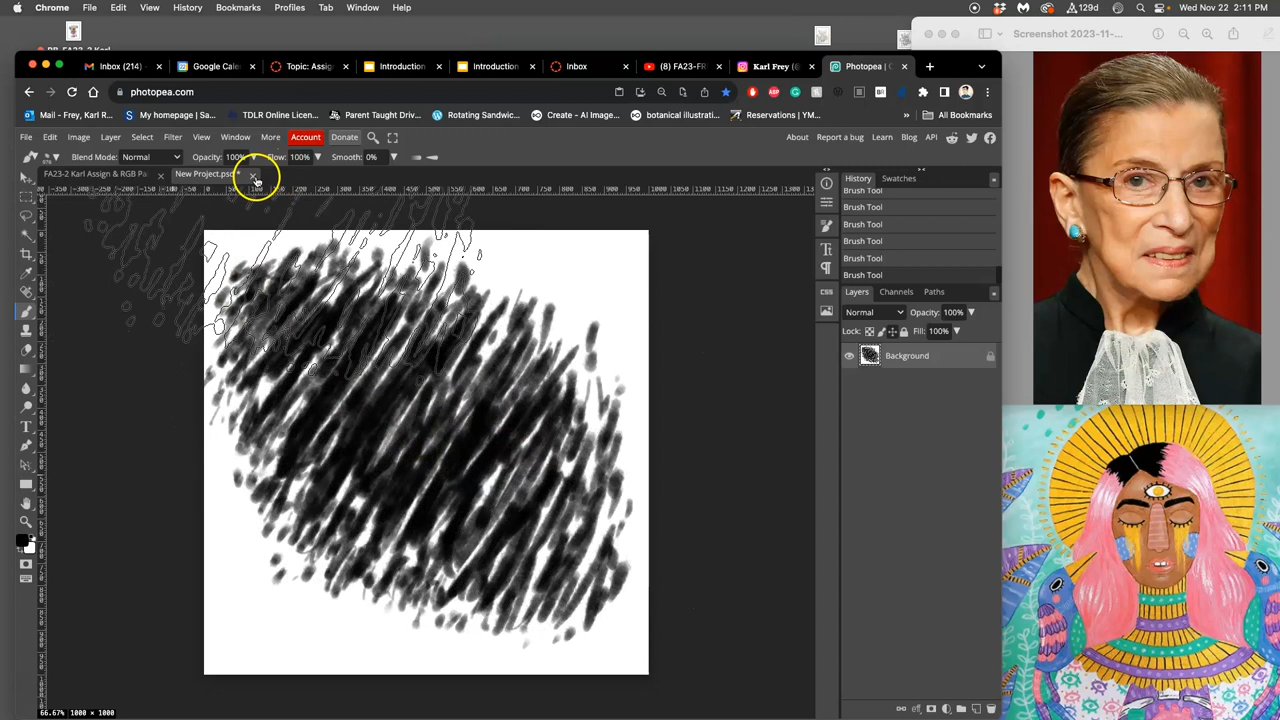 Chrome File Edit View History Bookmarks Profiles Tab Window Help 129d Wed Nov 22 2:11 PM
Screenshot 2023-11-...
Inbox (214) Google Cale Topic: Assig Introduction Introduction Inbox (8) FA23-FR Karl Frey (@ Photopea | O
photopea.com
Mail - Frey, Karl R... My homepage | Sa... TDLR Online Licen... Parent Taught Driv... Rotating Sandwic... Create - AI Image... botanical illustrati... Reservations | YM... All Bookmarks
File Edit Image Layer Select Filter View Window More Account Donate About Report a bug Learn Blog API
Blend Mode: Normal Opacity: 100% Flow: 100% Smooth: 0%
FA23-2 Karl Assign & RGB Pa New Project.psd *
History Swatches
Brush Tool
Brush Tool
Brush Tool
Brush Tool
Brush Tool
Brush Tool
Layers Channels Paths
Normal Opacity: 100%
Lock: Fill: 100%
Background
CSS
66.67% 1000 × 1000